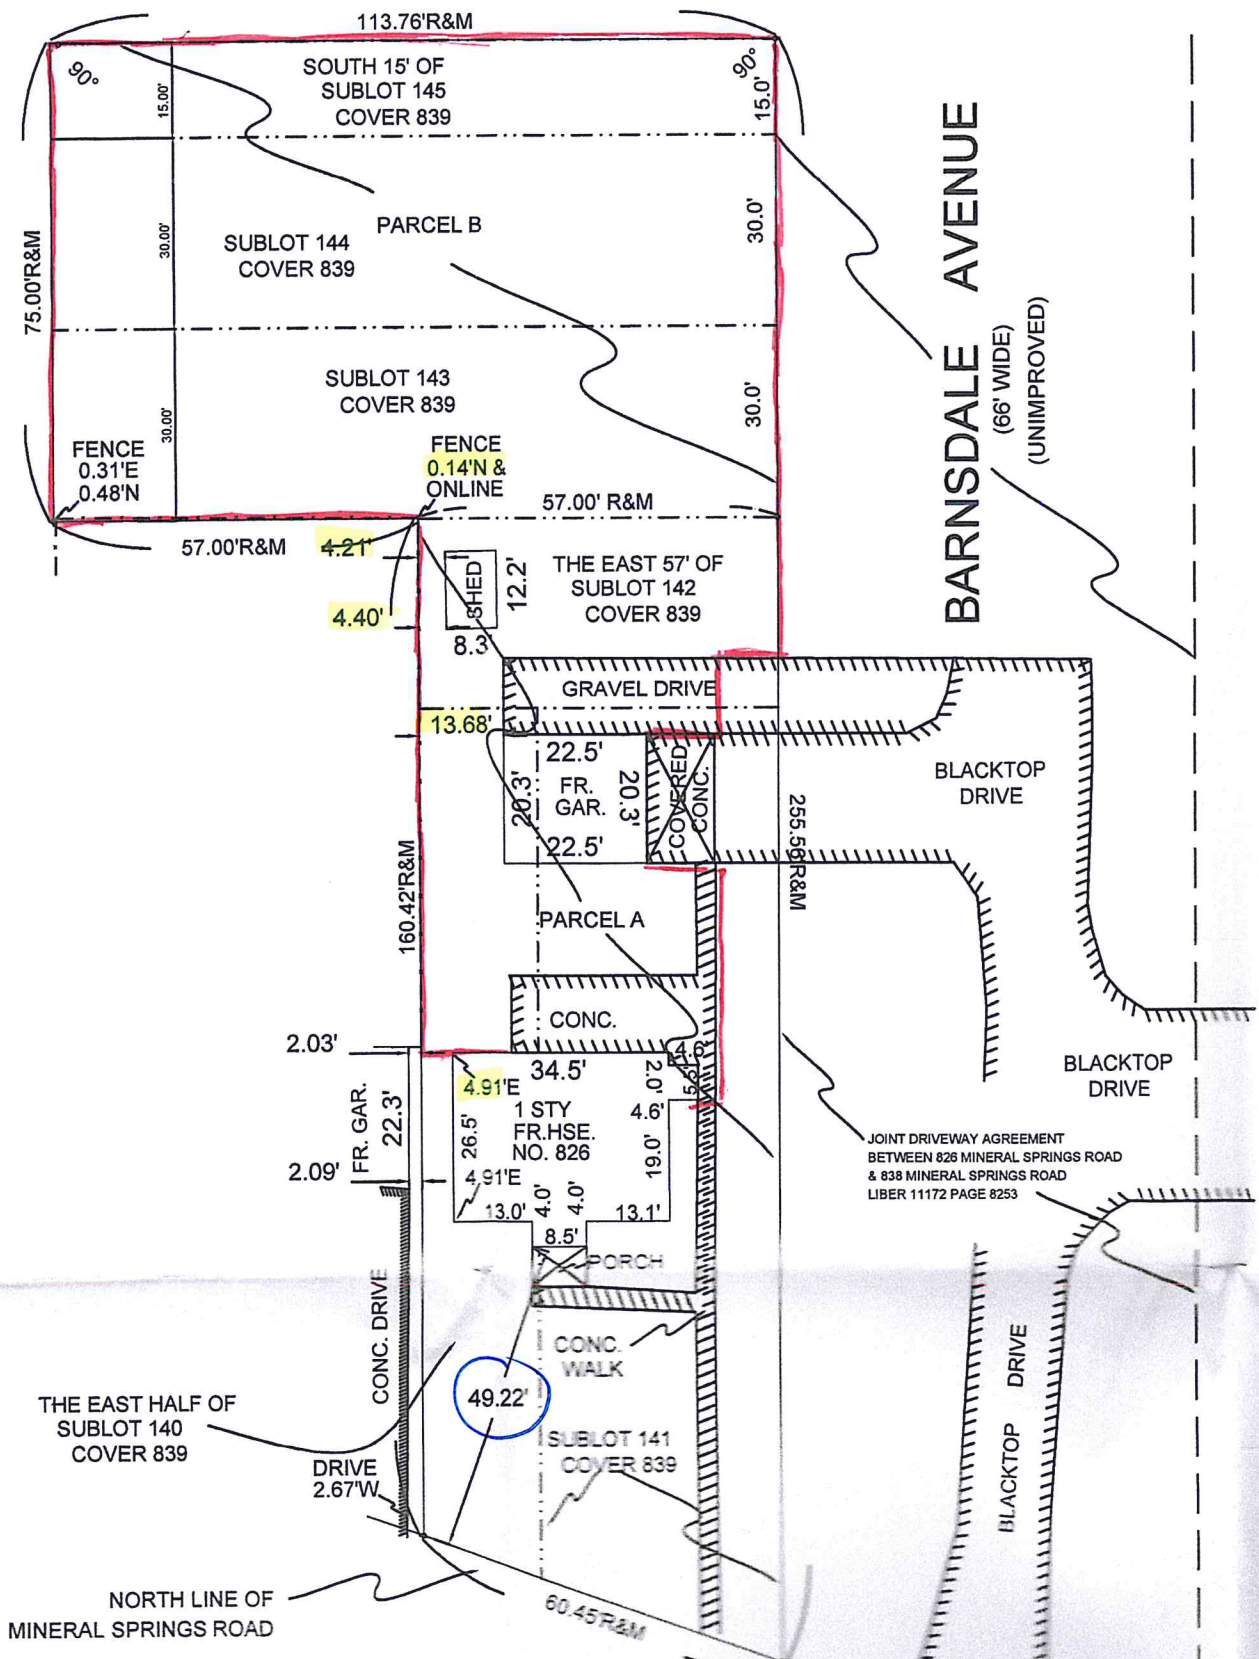 113.76'R&M
90°
SOUTH 15' OF
SUBLOT 145
COVER 839
90°
15.00'
15.0'
PARCEL B
SUBLOT 144
COVER 839
30.00'
30.0'
75.00'R&M
BARNSDALE AVENUE
(66' WIDE)
(UNIMPROVED)
SUBLOT 143
COVER 839
30.00'
30.0'
FENCE
0.31'E
0.48'N
FENCE
0.14'N &
ONLINE
57.00' R&M
57.00'R&M
4.21'
4.40'
SHED
12.2'
8.3'
THE EAST 57' OF
SUBLOT 142
COVER 839
GRAVEL DRIVE
13.68'
22.5'
20.3'
FR.
GAR.
20.3'
22.5'
COVERED
CONC.
BLACKTOP
DRIVE
255.56'R&M
160.42'R&M
PARCEL A
CONC.
2.03'
4.91'E
34.5'
4.6'
2.0'
5.5'
4.6'
BLACKTOP
DRIVE
FR. GAR.
22.3'
26.5'
1 STY
FR.HSE.
NO. 826
19.0'
2.09'
4.91'E
13.0'
4.0'
4.0'
13.1'
8.5'
PORCH
JOINT DRIVEWAY AGREEMENT
BETWEEN 826 MINERAL SPRINGS ROAD
& 838 MINERAL SPRINGS ROAD
LIBER 11172 PAGE 8253
CONC. DRIVE
CONC.
WALK
49.22'
THE EAST HALF OF
SUBLOT 140
COVER 839
SUBLOT 141
COVER 839
DRIVE
2.67'W
BLACKTOP DRIVE
NORTH LINE OF
MINERAL SPRINGS ROAD
60.45'R&M